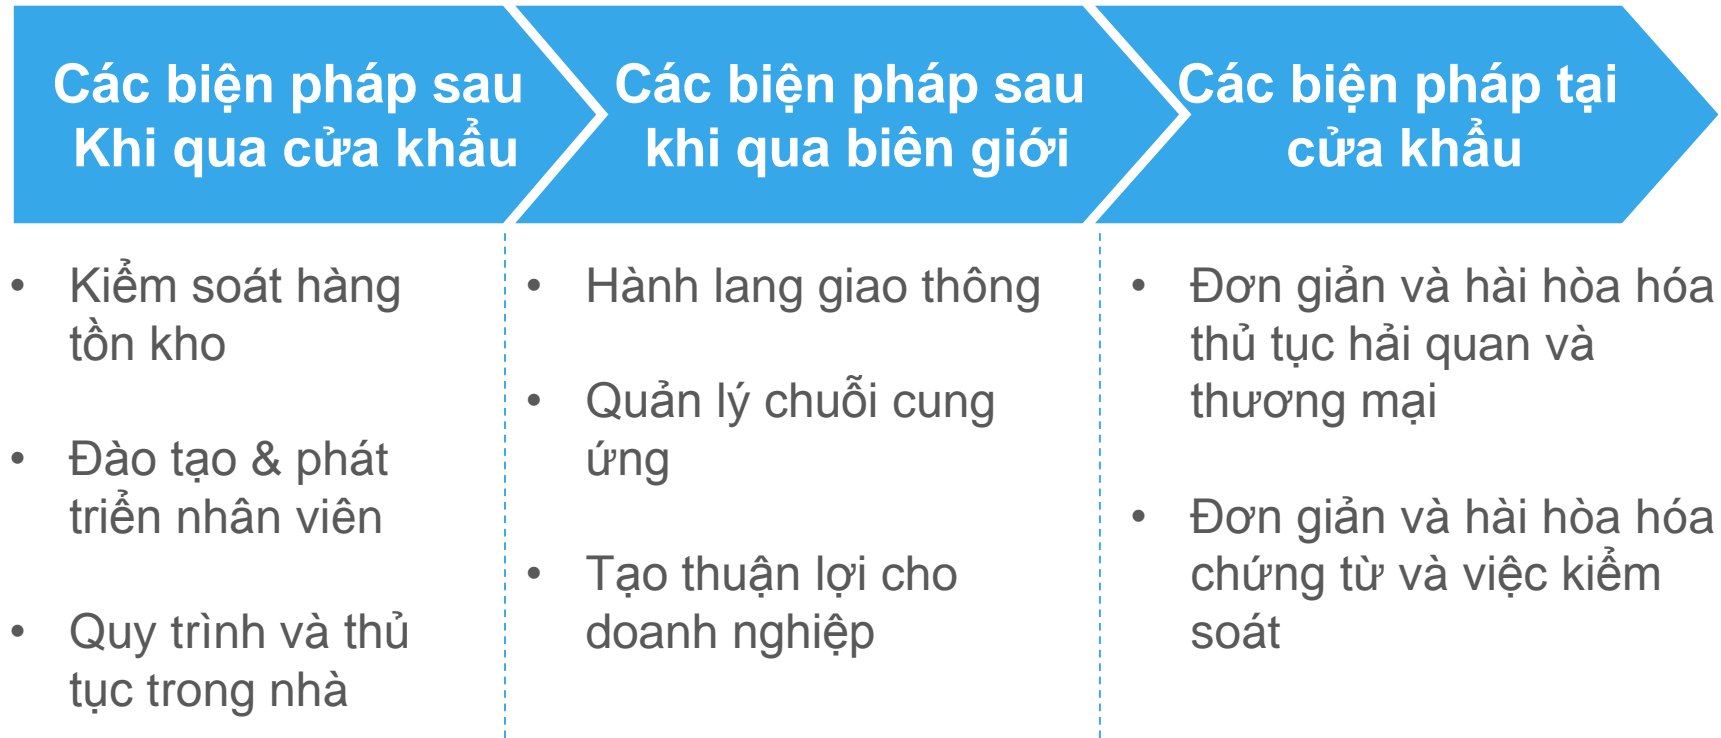 Các biện pháp sau
Khi qua cửa khẩu
Các biện pháp sau
khi qua biên giới
Các biện pháp tại
cửa khẩu
• Kiểm soát hàng
tồn kho
• Đào tạo & phát
triển nhân viên
• Quy trình và thủ
tục trong nhà
• Hành lang giao thông
• Quản lý chuỗi cung
ứng
• Tạo thuận lợi cho
doanh nghiệp
• Đơn giản và hài hòa hóa
thủ tục hải quan và
thương mại
• Đơn giản và hài hòa hóa
chứng từ và việc kiểm
soát